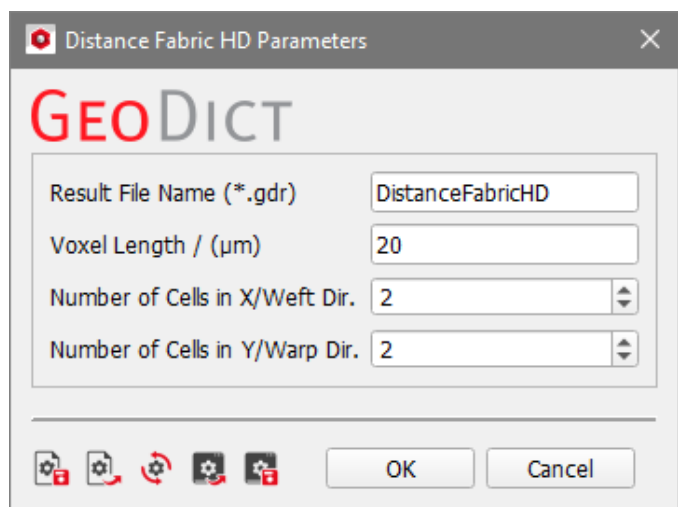 Distance Fabric HD Parameters
GEODICT
Result File Name (*.gdr) DistanceFabricHD
Voxel Length / (µm) 20
Number of Cells in X/Weft Dir. 2
Number of Cells in Y/Warp Dir. 2
OK Cancel